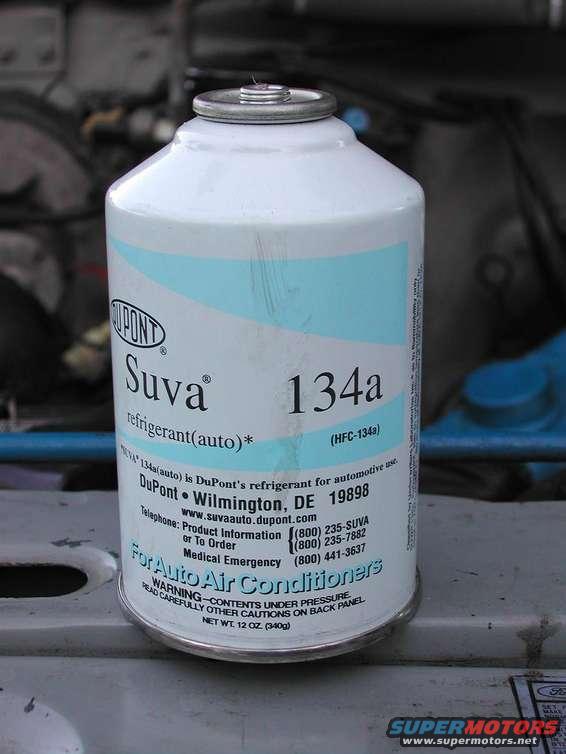 DUPONT
®
Suva®
134a
refrigerant(auto)*
(HFC-134a)
*SUVA® 134a(auto) is DuPont's refrigerant for automotive use.
DuPont • Wilmington, DE 19898
www.suvaauto.dupont.com
Telephone: Product Information (800) 235-SUVA
or To Order (800) 235-7882
Medical Emergency (800) 441-3637
For Auto Air Conditioners
WARNING–CONTENTS UNDER PRESSURE.
READ CAREFULLY OTHER CAUTIONS ON BACK PANEL.
NET WT. 12 OZ. (340g)
Ford
SUPERMOTORS
www.supermotors.net